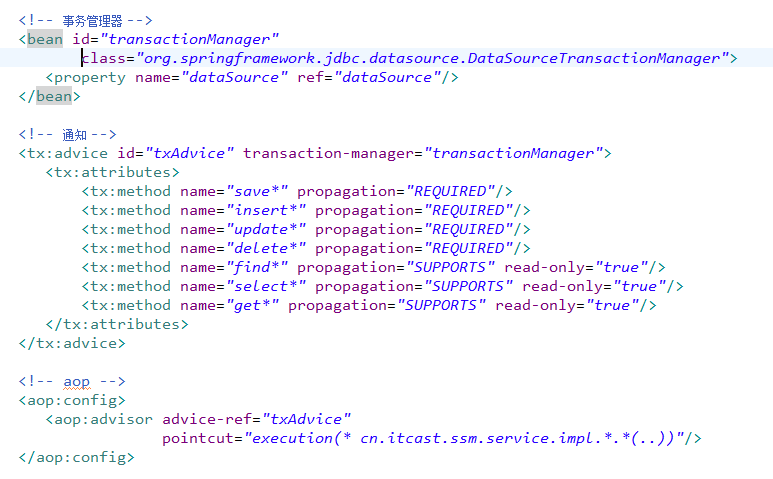 <!-- 事务管理器 -->
<bean id="transactionManager"
class="org.springframework.jdbc.datasource.DataSourceTransactionManager">
<property name="dataSource" ref="dataSource"/>
</bean>
<!-- 通知 -->
<tx:advice id="txAdvice" transaction-manager="transactionManager">
<tx:attributes>
<tx:method name="save*" propagation="REQUIRED"/>
<tx:method name="insert*" propagation="REQUIRED"/>
<tx:method name="update*" propagation="REQUIRED"/>
<tx:method name="delete*" propagation="REQUIRED"/>
<tx:method name="find*" propagation="SUPPORTS" read-only="true"/>
<tx:method name="select*" propagation="SUPPORTS" read-only="true"/>
<tx:method name="get*" propagation="SUPPORTS" read-only="true"/>
</tx:attributes>
</tx:advice>
<!-- aop -->
<aop:config>
<aop:advisor advice-ref="txAdvice"
pointcut="execution(* cn.itcast.ssm.service.impl.*.*(..))"/>
</aop:config>